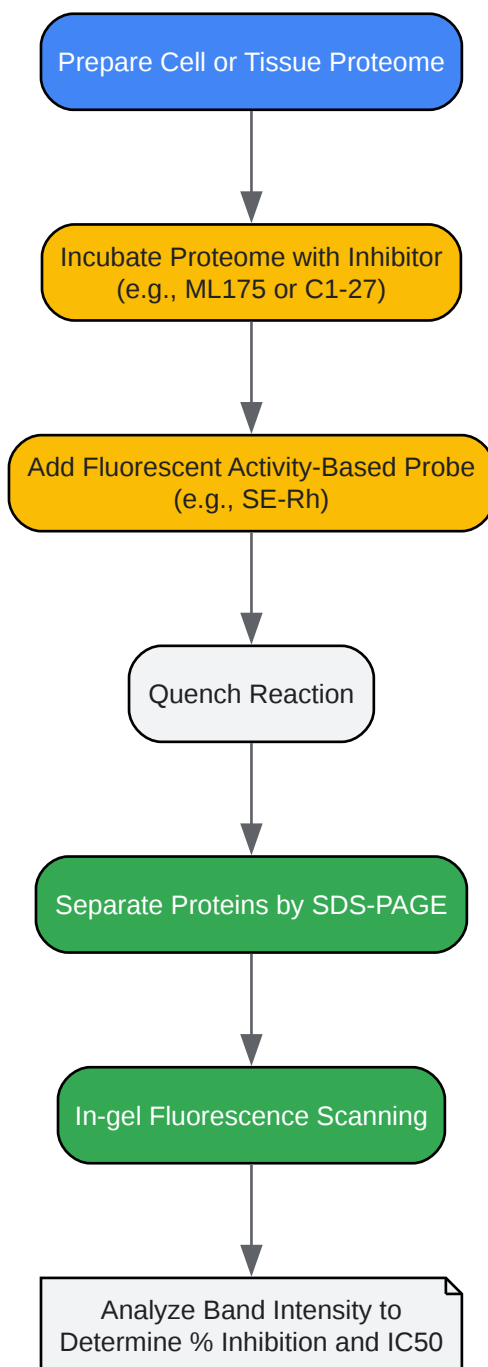 Prepare Cell or Tissue Proteome
Incubate Proteome with Inhibitor
(e.g., ML175 or C1-27)
Add Fluorescent Activity-Based Probe
(e.g., SE-Rh)
Quench Reaction
Separate Proteins by SDS-PAGE
In-gel Fluorescence Scanning
Analyze Band Intensity to
Determine % Inhibition and IC50